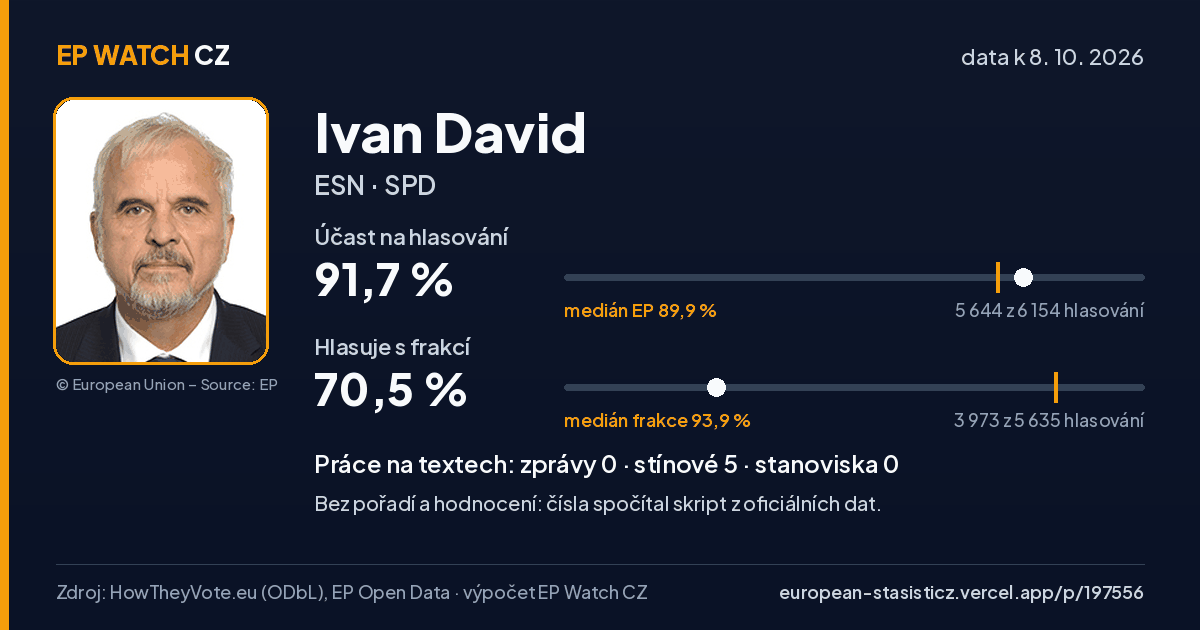 EP WATCH CZ
data k 8. 10. 2026
Ivan David
ESN · SPD
Účast na hlasování
91,7 %
medián EP 89,9 %
5 644 z 6 154 hlasování
Hlasuje s frakcí
70,5 %
medián frakce 93,9 %
3 973 z 5 635 hlasování
© European Union – Source: EP
Práce na textech: zprávy 0 · stínové 5 · stanoviska 0
Bez pořadí a hodnocení: čísla spočítal skript z oficiálních dat.
Zdroj: HowTheyVote.eu (ODbL), EP Open Data · výpočet EP Watch CZ
european-stasisticz.vercel.app/p/197556